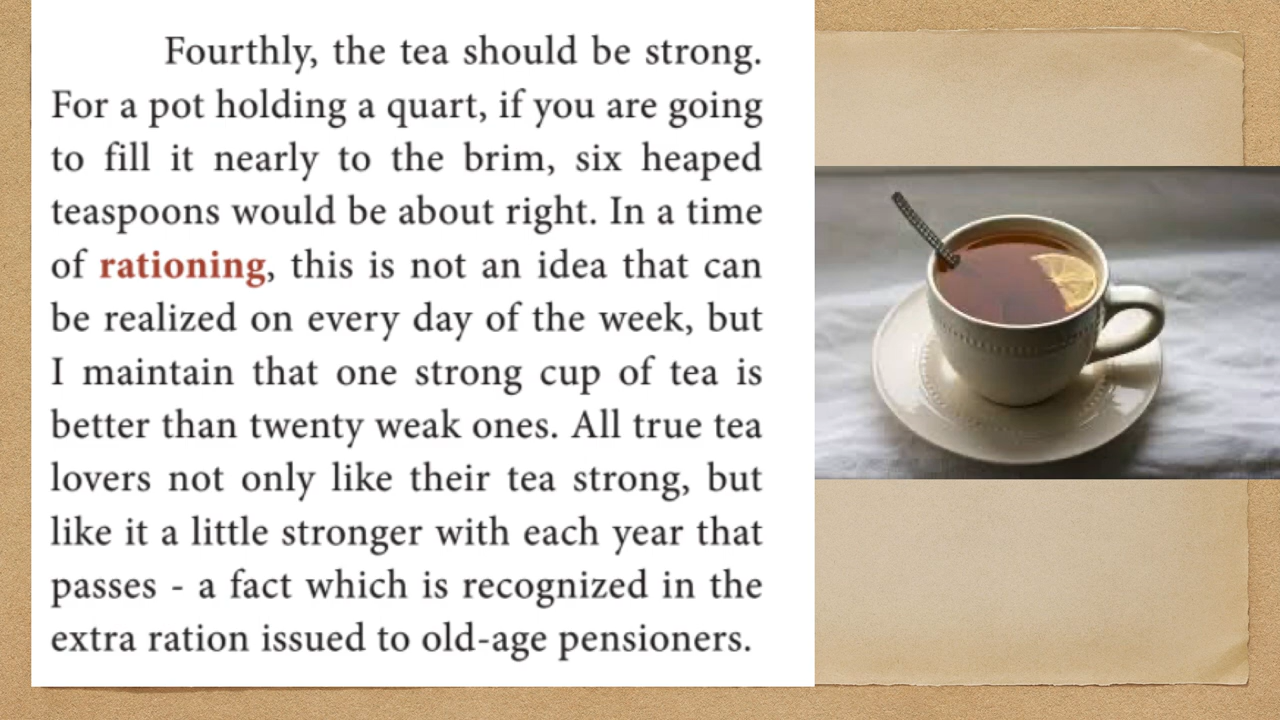 Fourthly, the tea should be strong.
For a pot holding a quart, if you are going
to fill it nearly to the brim, six heaped
teaspoons would be about right. In a time
of rationing, this is not an idea that can
be realized on every day of the week, but
I maintain that one strong cup of tea is
better than twenty weak ones. All true tea
lovers not only like their tea strong, but
like it a little stronger with each year that
passes - a fact which is recognized in the
extra ration issued to old-age pensioners.